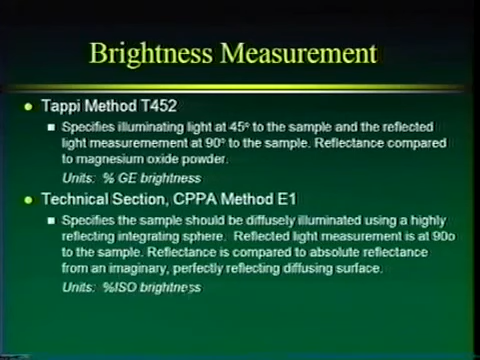 Brightness Measurement
Tappi Method T452
Specifies illuminating light at 45º to the sample and the reflected
light measuremement at 90º to the sample. Reflectance compared
to magnesium oxide powder.
Units: % GE brightness
Technical Section, CPPA Method E1
Specifies the sample should be diffusely illuminated using a highly
reflecting integrating sphere. Reflected light measurement is at 90o
to the sample. Reflectance is compared to absolute reflectance
from an imaginary, perfectly reflecting diffusing surface.
Units: %ISO brightness